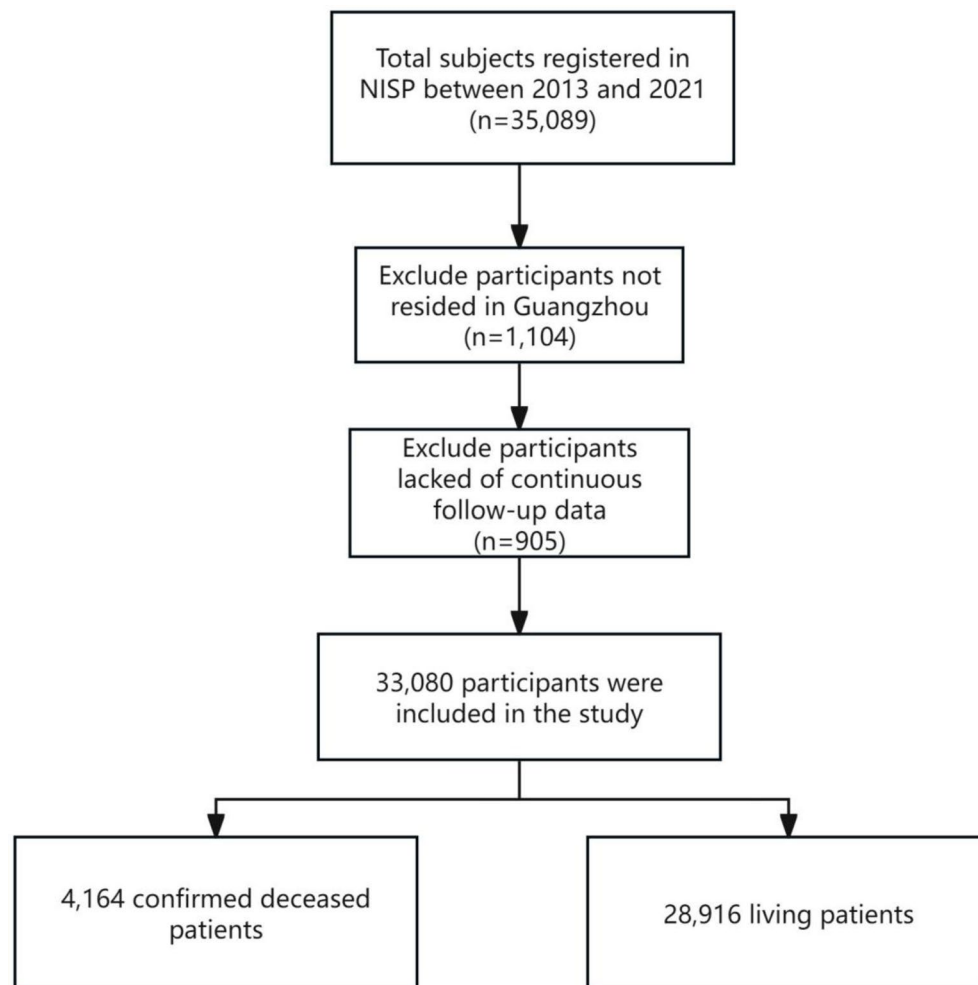 Total subjects registered in
NISP between 2013 and 2021
(n=35,089)
Exclude participants not
resided in Guangzhou
(n=1,104)
Exclude participants
lacked of continuous
follow-up data
(n=905)
33,080 participants were
included in the study
4,164 confirmed deceased
patients
28,916 living patients